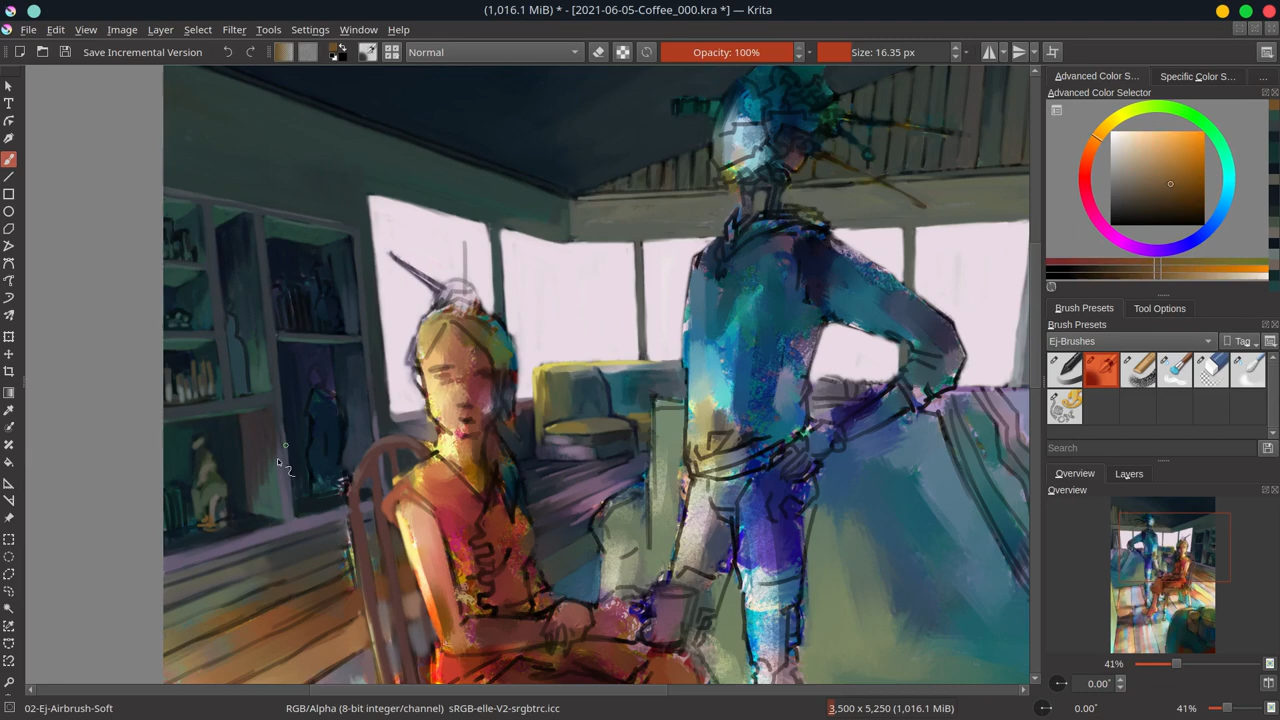 (1,016.1 MiB) * - [2021-06-05-Coffee_000.kra *] — Krita
File Edit View Image Layer Select Filter Tools Settings Window Help
Save Incremental Version Normal Opacity: 100% Size: 16.35 px
Advanced Color S... Specific Color S... ...
Advanced Color Selector
Brush Presets Tool Options
Brush Presets
Ej-Brushes Tag
Search
Overview Layers
Overview
41%
0.00°
02-Ej-Airbrush-Soft RGB/Alpha (8-bit integer/channel) sRGB-elle-V2-srgbtrc.icc 3,500 x 5,250 (1,016.1 MiB) 0.00° 41%